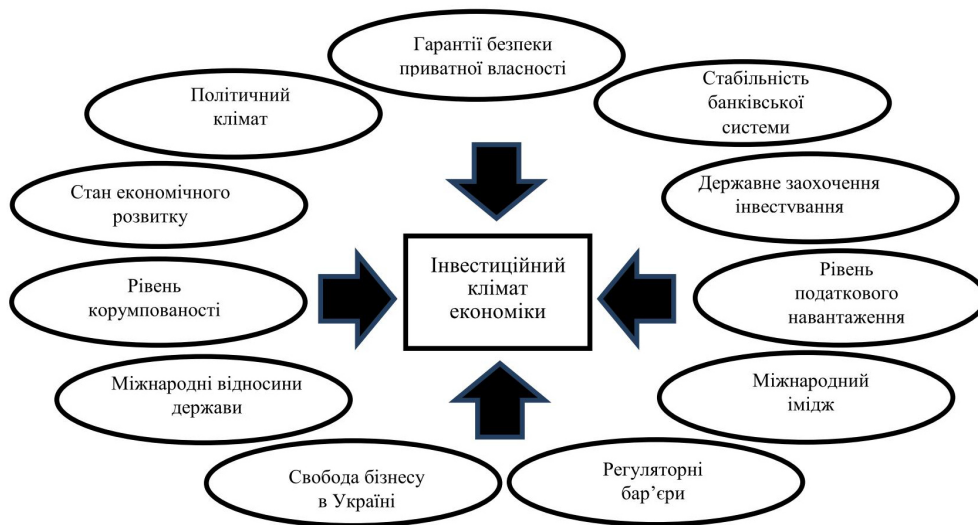 Гарантії безпеки
приватної власності
Політичний
клімат
Стабільність
банківської
системи
Стан економічного
розвитку
Державне заохочення
інвестування
Інвестиційний
клімат
економіки
Рівень
корумпованості
Рівень
податкового
навантаження
Міжнародні відносини
держави
Міжнародний
імідж
Свобода бізнесу
в Україні
Регуляторні
бар’єри